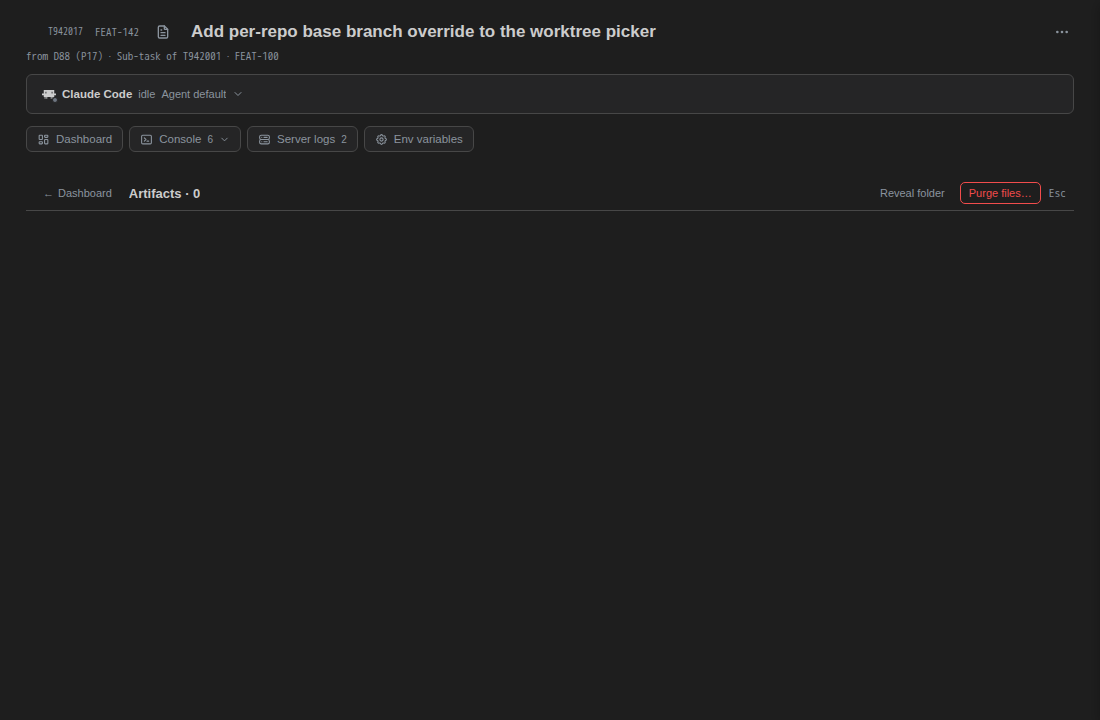 T942017 FEAT-142 Add per-repo base branch override to the worktree picker
from D88 (P17) · Sub-task of T942001 · FEAT-100
Claude Code idle Agent default
Dashboard Console 6 Server logs 2 Env variables
← Dashboard Artifacts · 0 Reveal folder Purge files… Esc